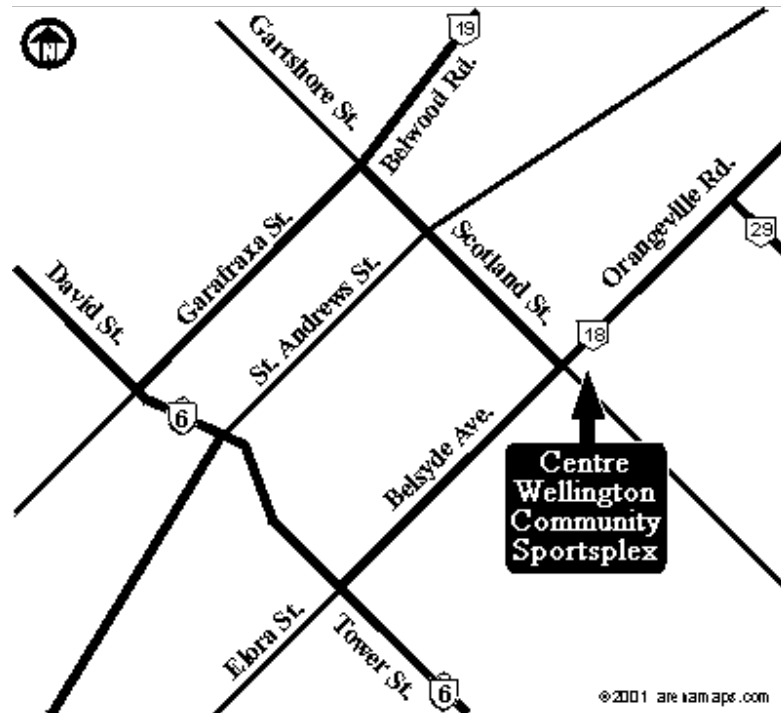 N
19
Gartshore St.
Belwood Rd.
Garafraxa St.
Scotland St.
Orangeville Rd.
29
David St.
St. Andrews St.
18
6
Belsyde Ave.
Centre
Wellington
Community
Sportsplex
Elora St.
Tower St.
6
©2001 arenamaps.com